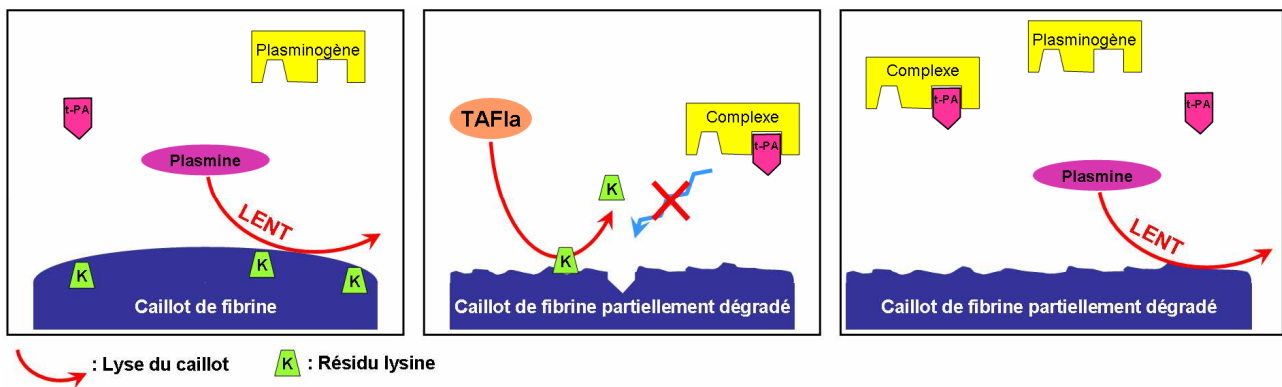 Plasminogène
t-PA
Plasmine
LENT
K
K
K
Caillot de fibrine
TAFIa
Complexe
t-PA
K
K
Caillot de fibrine partiellement dégradé
Plasminogène
Complexe
t-PA
t-PA
Plasmine
LENT
Caillot de fibrine partiellement dégradé
: Lyse du caillot
K : Résidu lysine